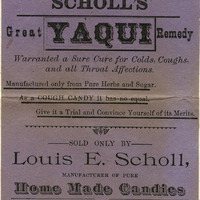 SCHOLL'S
Great YAQUI Remedy
Warranted a Sure Cure for Colds, Coughs,
and all Throat Affections.
Manufactured only from Pure Herbs and Sugar.
As a COUGH CANDY it has no equal.
Give it a Trial and Convince Yourself of its Merits.
SOLD ONLY BY
Louis E. Scholl,
MANUFACTURER OF PURE
Home Made Candies